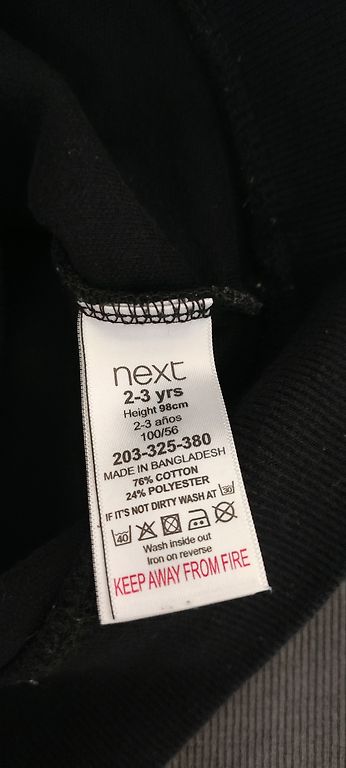 next
2-3 yrs
Height 98cm
2-3 años
100/56
203-325-380
MADE IN BANGLADESH
76% COTTON
24% POLYESTER
IF IT'S NOT DIRTY WASH AT 30
40
Wash inside out
Iron on reverse
KEEP AWAY FROM FIRE